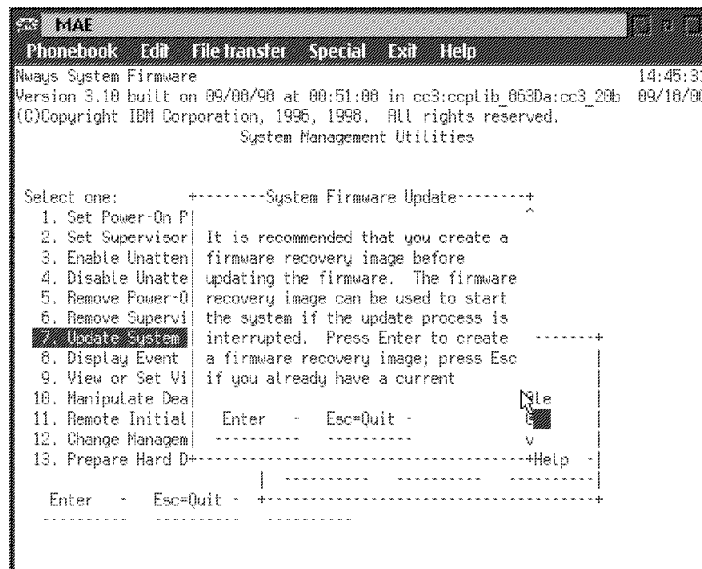 MAE
Phonebook Edit File transfer Special Exit Help
Nways System Firmware 14:45:33
Version 3.10 built on 09/08/98 at 00:51:08 in cc3:ccplib_063Da:cc3_20b 09/18/00
(C)Copyright IBM Corporation, 1996, 1998. All rights reserved.
System Management Utilities
Select one: +--------System Firmware Update--------+
1. Set Power-On P| ^
2. Set Supervisor| It is recommended that you create a
3. Enable Unatten| firmware recovery image before
4. Disable Unatte| updating the firmware. The firmware
5. Remove Power-O| recovery image can be used to start
6. Remove Supervi| the system if the update process is
7. Update System | interrupted. Press Enter to create -------+
8. Display Event | a firmware recovery image; press Esc |
9. View or Set Vi| if you already have a current |
10. Manipulate Dea| le |
11. Remote Initial| Enter - Esc=Quit - |
12. Change Managem| ---------- ---------- v |
13. Prepare Hard D+--------------------------------------+Help -|
| ---------- ---------- ----------|
Enter - Esc=Quit - +---------------------------------------+
---------- ---------- ----------